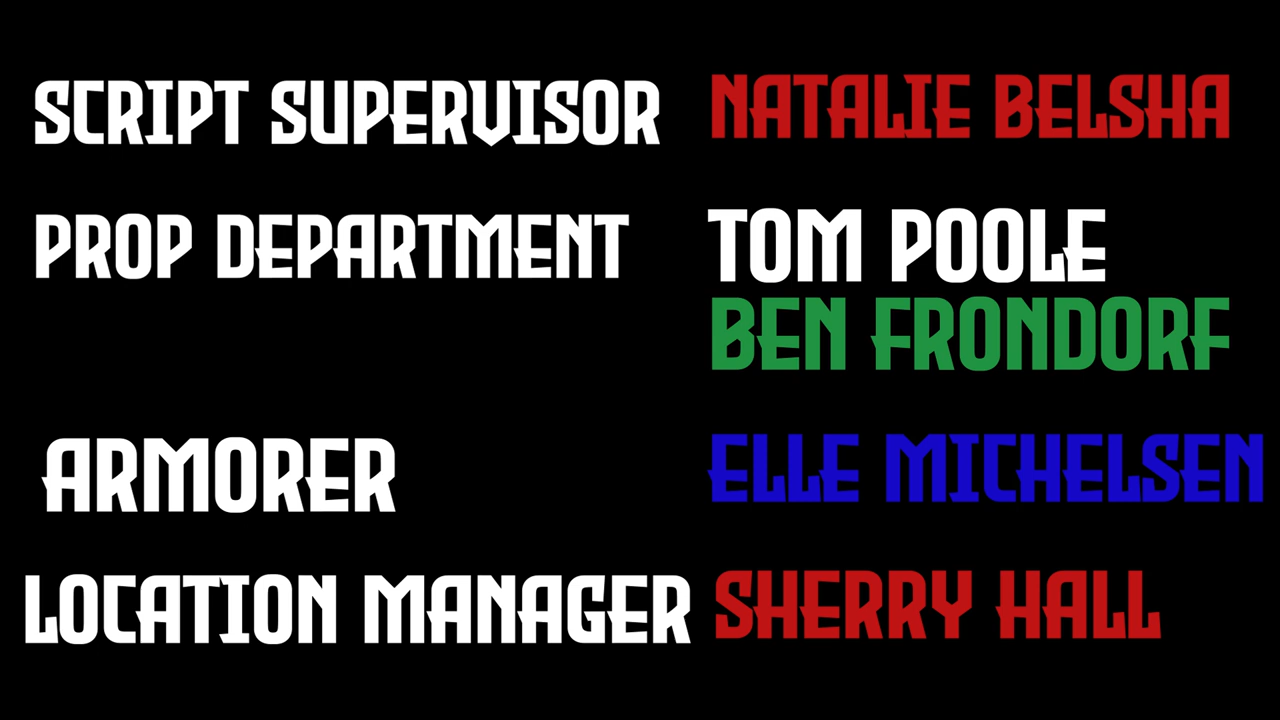 SCRIPT SUPERVISOR NATALIE BELSHA
PROP DEPARTMENT TOM POOLE
BEN FRONDORF
ARMORER ELLE MICHELSEN
LOCATION MANAGER SHERRY HALL